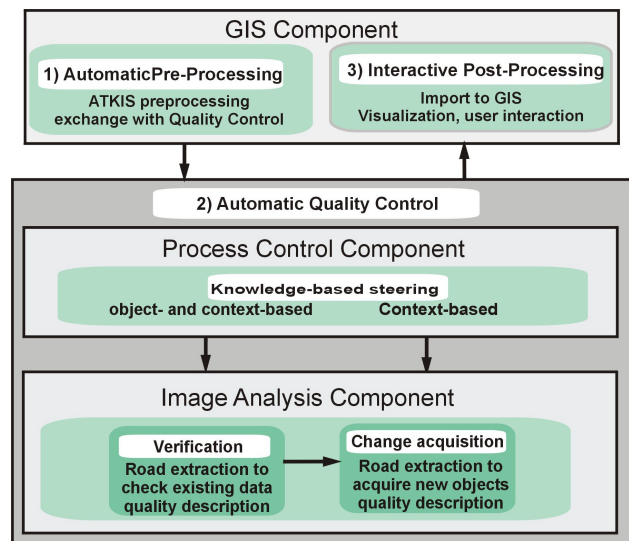 GIS Component
1) AutomaticPre-Processing
ATKIS preprocessing
exchange with Quality Control
3) Interactive Post-Processing
Import to GIS
Visualization, user interaction
2) Automatic Quality Control
Process Control Component
Knowledge-based steering
object- and context-based
Context-based
Image Analysis Component
Verification
Road extraction to
check existing data
quality description
Change acquisition
Road extraction to
acquire new objects
quality description